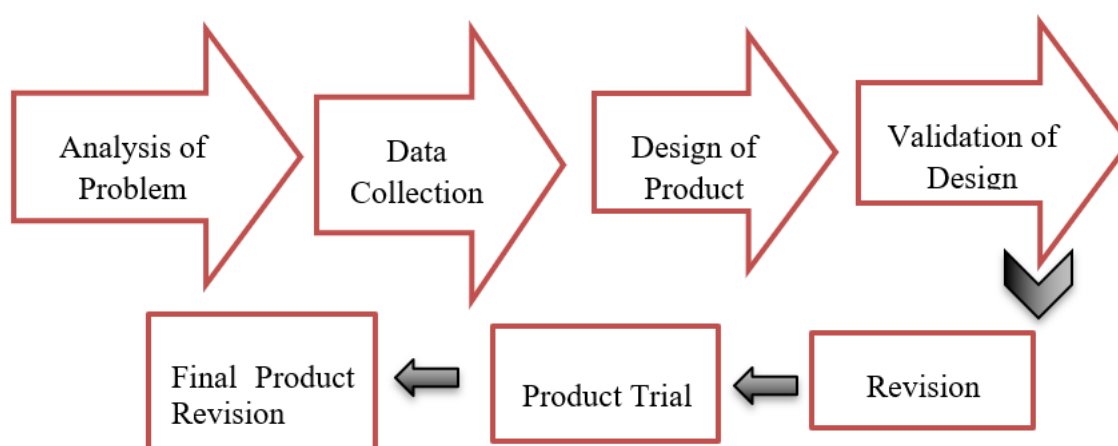 Analysis of
Problem
Data
Collection
Design of
Product
Validation of
Design
Revision
Product Trial
Final Product
Revision